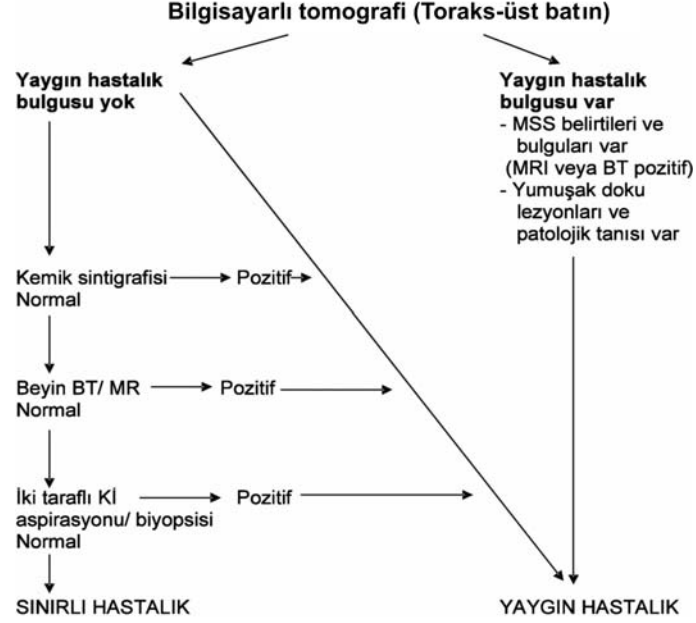 Bilgisayarlı tomografi (Toraks-üst batın)
Yaygın hastalık
bulgusu yok
Yaygın hastalık
bulgusu var
- MSS belirtileri ve
bulguları var
(MRI veya BT pozitif)
- Yumuşak doku
lezyonları ve
patolojik tanısı var
Kemik sintigrafisi
Normal
Pozitif
Beyin BT/ MR
Normal
Pozitif
İki taraflı Kİ
aspirasyonu/ biyopsisi
Normal
Pozitif
SINIRLI HASTALIK
YAYGIN HASTALIK